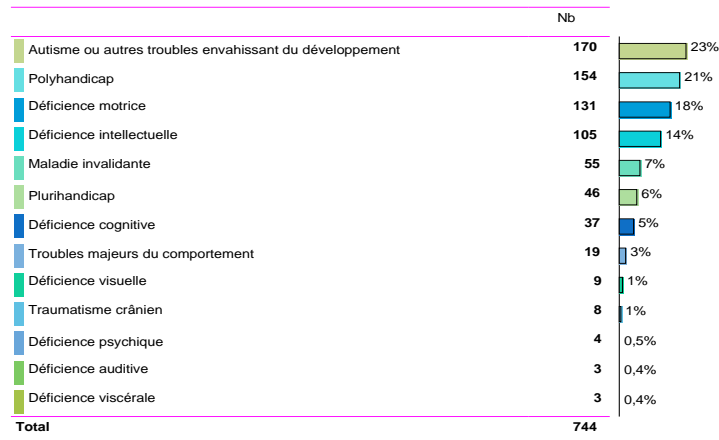 Nb
Autisme ou autres troubles envahissant du développement 170 23%
Polyhandicap 154 21%
Déficience motrice 131 18%
Déficience intellectuelle 105 14%
Maladie invalidante 55 7%
Plurihandicap 46 6%
Déficience cognitive 37 5%
Troubles majeurs du comportement 19 3%
Déficience visuelle 9 1%
Traumatisme crânien 8 1%
Déficience psychique 4 0,5%
Déficience auditive 3 0,4%
Déficience viscérale 3 0,4%
Total 744